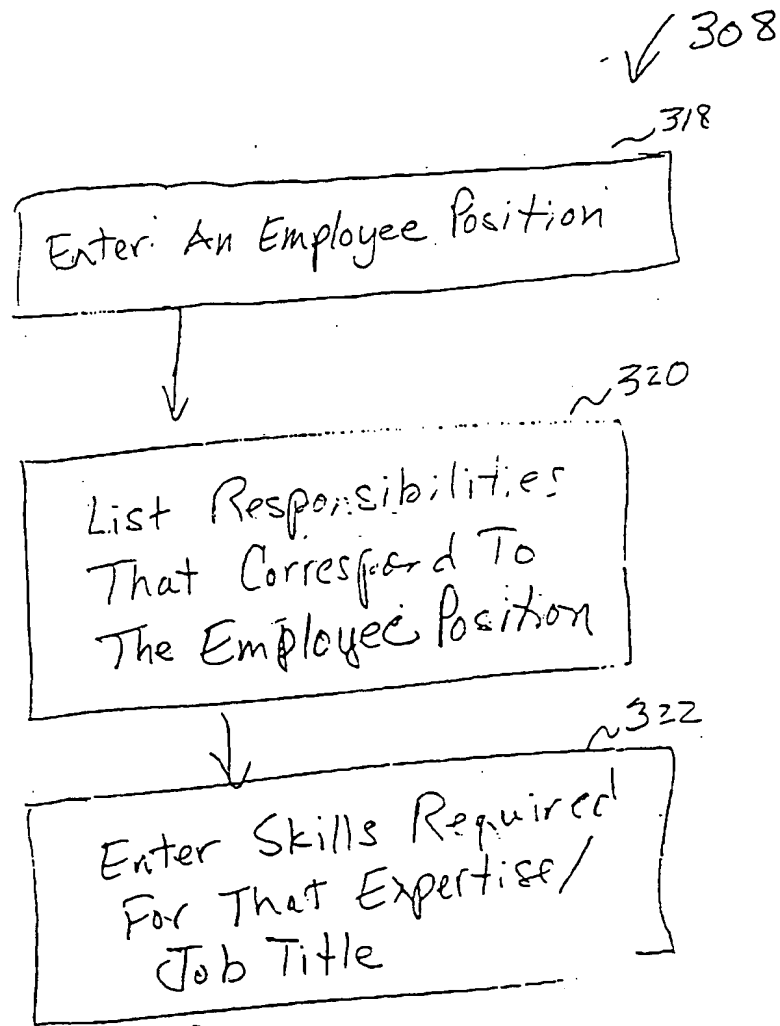 308
318
Enter An Employee Position
320
List Responsibilities
That Correspond To
The Employee Position
322
Enter Skills Required
For That Expertise/
Job Title